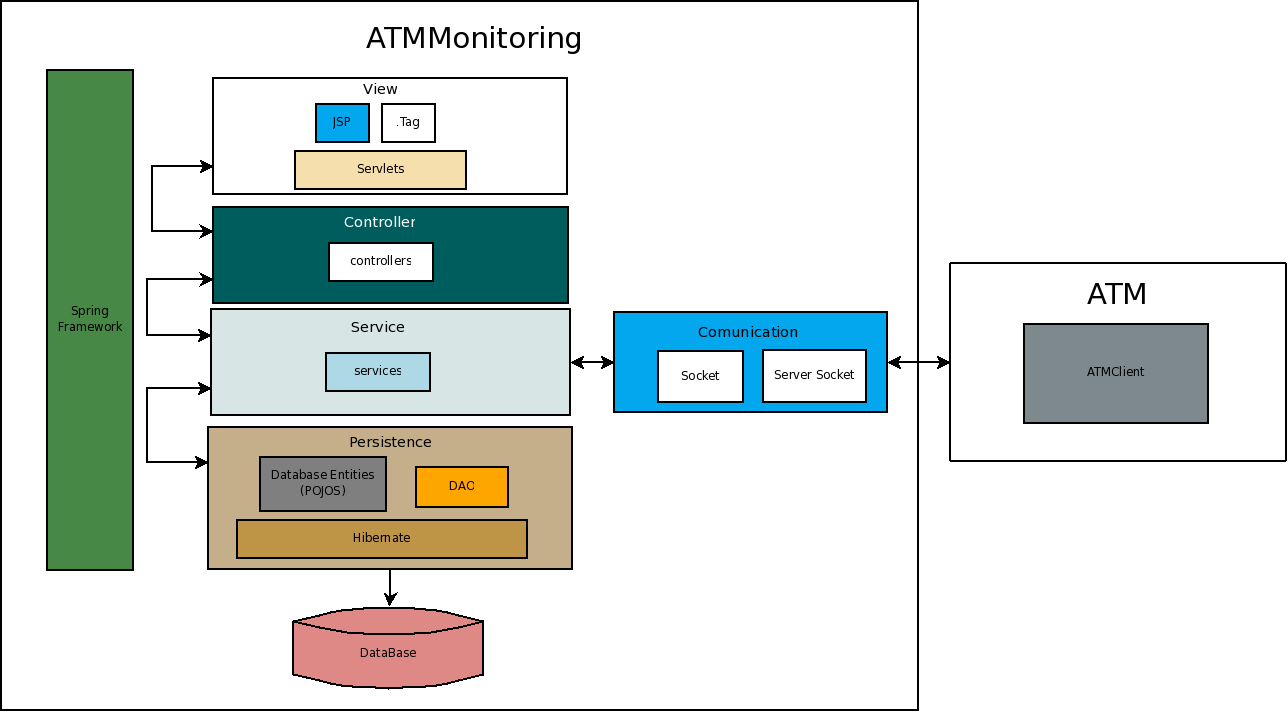 ATMMonitoring
View
JSP
.Tag
Servlets
Controller
controllers
Spring
Framework
Service
services
Comunication
Socket
Server Socket
ATM
ATMClient
Persistence
Database Entities
(POJOS)
DAO
Hibernate
DataBase